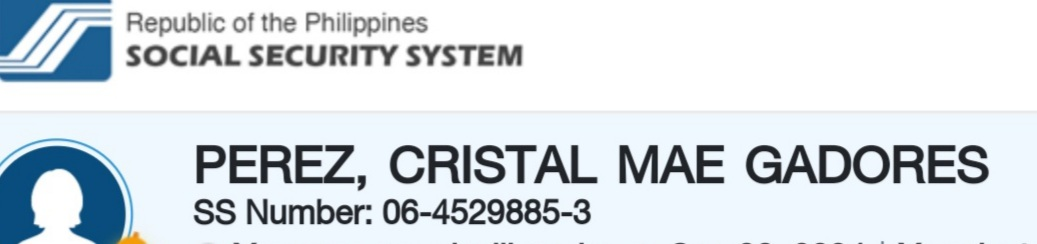 Republic of the Philippines
SOCIAL SECURITY SYSTEM
PEREZ, CRISTAL MAE GADORES
SS Number: 06-4529885-3